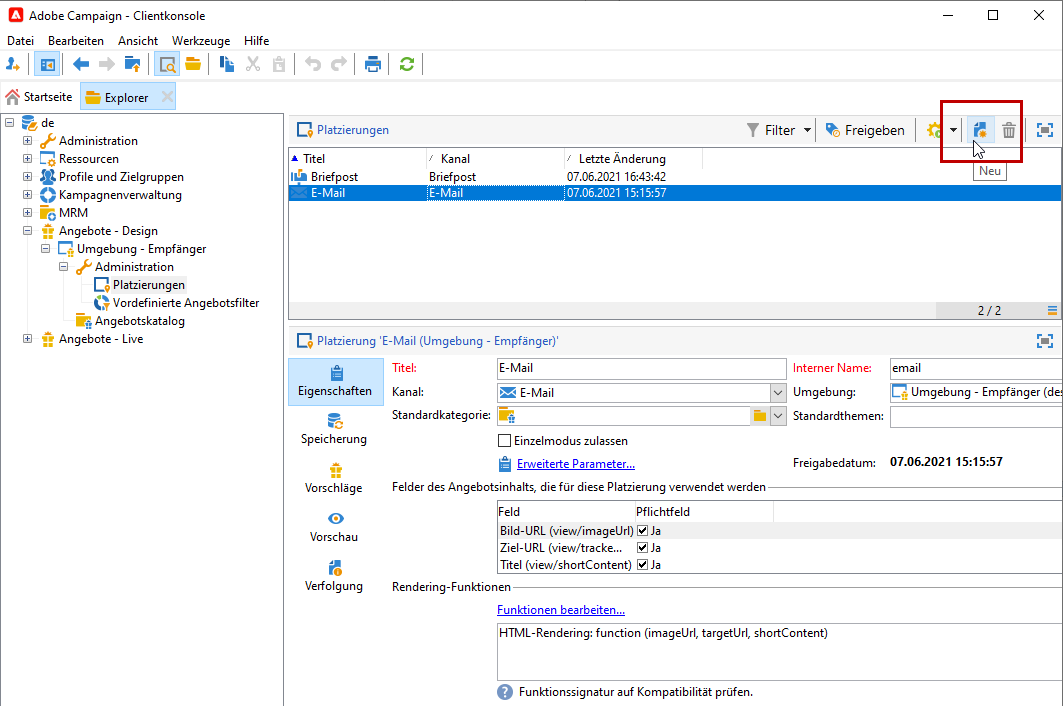 Adobe Campaign - Clientkonsole
Datei Bearbeiten Ansicht Werkzeuge Hilfe
Startseite Explorer
de
Administration
Ressourcen
Profile und Zielgruppen
Kampagnenverwaltung
MRM
Angebote - Design
Umgebung - Empfänger
Administration
Platzierungen
Vordefinierte Angebotsfilter
Angebotskatalog
Angebote - Live
Platzierungen Filter Freigeben
Neu
Titel Kanal Letzte Änderung
Briefpost Briefpost 07.06.2021 16:43:42
E-Mail E-Mail 07.06.2021 15:15:57
2 / 2
Platzierung 'E-Mail (Umgebung - Empfänger)'
Eigenschaften
Speicherung
Vorschläge
Vorschau
Verfolgung
Titel: E-Mail Interner Name: email
Kanal: E-Mail Umgebung: Umgebung - Empfänger (des
Standardkategorie: Standardthemen:
Einzelmodus zulassen
Erweiterte Parameter... Freigabedatum: 07.06.2021 15:15:57
Felder des Angebotsinhalts, die für diese Platzierung verwendet werden
Feld Pflichtfeld
Bild-URL (view/imageUrl) Ja
Ziel-URL (view/tracke... Ja
Titel (view/shortContent) Ja
Rendering-Funktionen
Funktionen bearbeiten...
HTML-Rendering: function (imageUrl, targetUrl, shortContent)
Funktionssignatur auf Kompatibilität prüfen.